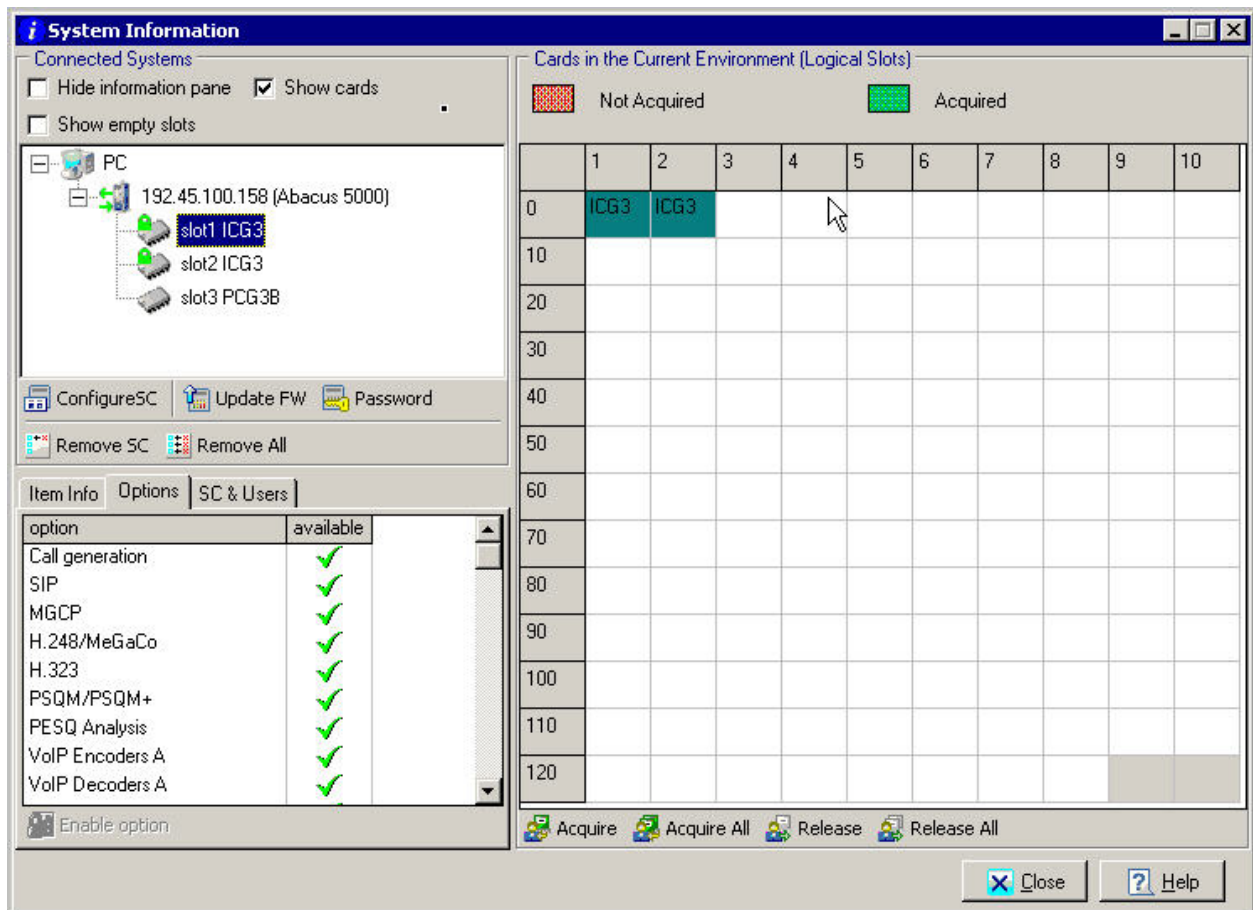 System Information
Connected Systems
Hide information pane Show cards
Show empty slots
PC
192.45.100.158 (Abacus 5000)
slot1 ICG3
slot2 ICG3
slot3 PCG3B
ConfigureSC Update FW Password
Remove SC Remove All
Item Info Options SC & Users
option available
Call generation
SIP
MGCP
H.248/MeGaCo
H.323
PSQM/PSQM+
PESQ Analysis
VoIP Encoders A
VoIP Decoders A
Enable option
Cards in the Current Environment (Logical Slots)
Not Acquired Acquired
1 2 3 4 5 6 7 8 9 10
0 ICG3 ICG3
10
20
30
40
50
60
70
80
90
100
110
120
Acquire Acquire All Release Release All
Close Help